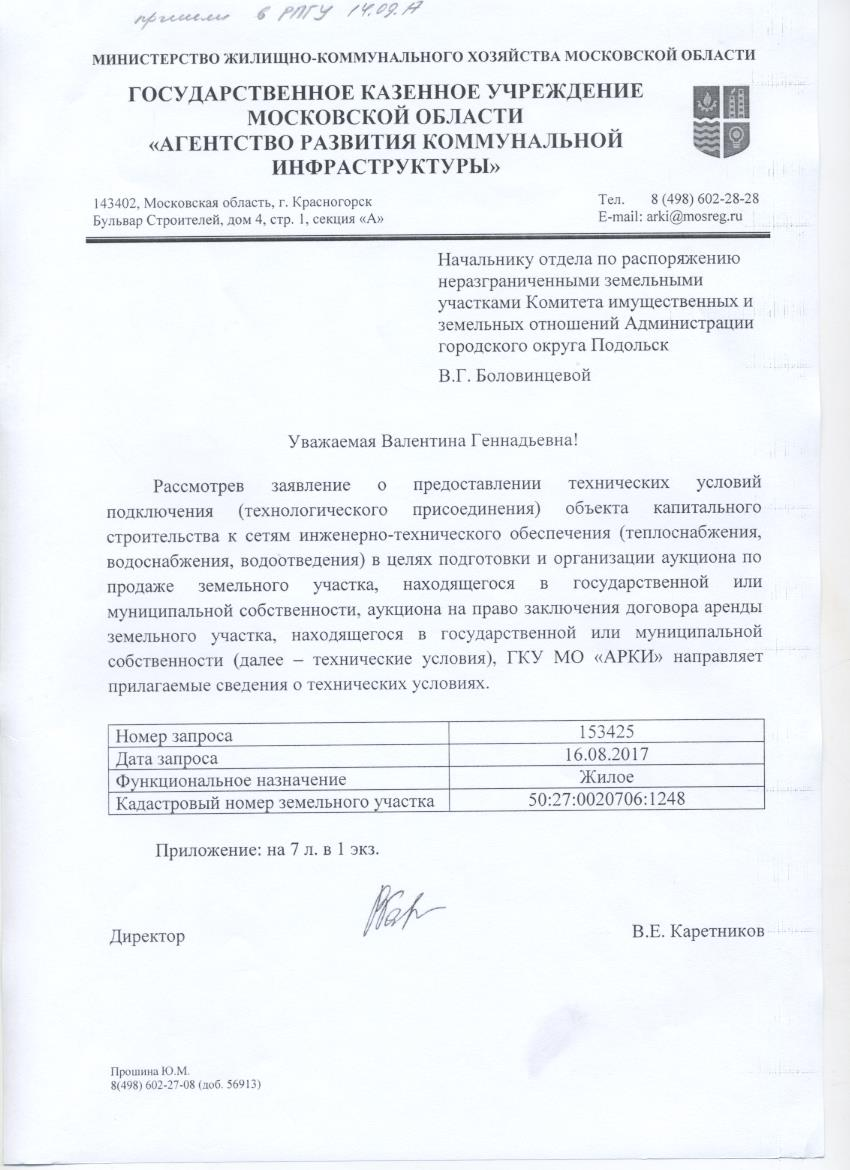 пришли в РПГУ 14.09.17
МИНИСТЕРСТВО ЖИЛИЩНО-КОММУНАЛЬНОГО ХОЗЯЙСТВА МОСКОВСКОЙ ОБЛАСТИ
ГОСУДАРСТВЕННОЕ КАЗЕННОЕ УЧРЕЖДЕНИЕ
МОСКОВСКОЙ ОБЛАСТИ
«АГЕНТСТВО РАЗВИТИЯ КОММУНАЛЬНОЙ
ИНФРАСТРУКТУРЫ»
143402, Московская область, г. Красногорск
Бульвар Строителей, дом 4, стр. 1, секция «А»
Тел. 8 (498) 602-28-28
E-mail: arki@mosreg.ru
Начальнику отдела по распоряжению
неразграниченными земельными
участками Комитета имущественных и
земельных отношений Администрации
городского округа Подольск
В.Г. Боловинцевой
Уважаемая Валентина Геннадьевна!
Рассмотрев заявление о предоставлении технических условий
подключения (технологического присоединения) объекта капитального
строительства к сетям инженерно-технического обеспечения (теплоснабжения,
водоснабжения, водоотведения) в целях подготовки и организации аукциона по
продаже земельного участка, находящегося в государственной или
муниципальной собственности, аукциона на право заключения договора аренды
земельного участка, находящегося в государственной или муниципальной
собственности (далее – технические условия), ГКУ МО «АРКИ» направляет
прилагаемые сведения о технических условиях.
Номер запроса 153425
Дата запроса 16.08.2017
Функциональное назначение Жилое
Кадастровый номер земельного участка 50:27:0020706:1248
Приложение: на 7 л. в 1 экз.
Директор В.Е. Каретников
Прошина Ю.М.
8(498) 602-27-08 (доб. 56913)